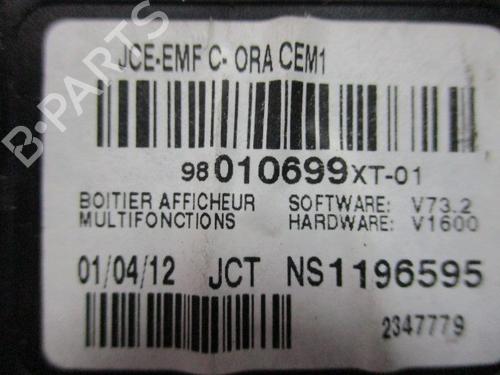 JCE-EMF C- ORA CEM1
98010699XT-01
BOITIER AFFICHEUR SOFTWARE: V73.2
MULTIFONCTIONS HARDWARE: V1600
01/04/12 JCT NS1196595
2347779
B-PARTS